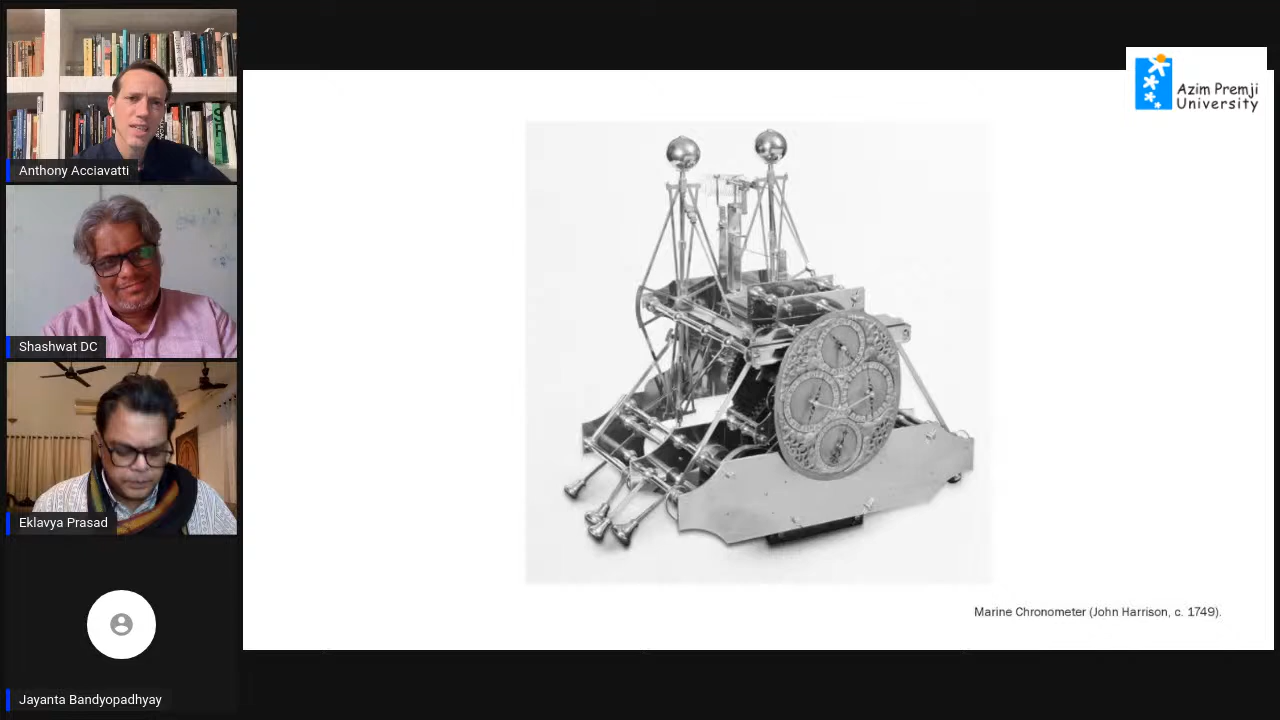 Anthony Acciavatti
Shashwat DC
Eklavya Prasad
Jayanta Bandyopadhyay
Azim Premji
University
Marine Chronometer (John Harrison, c. 1749).